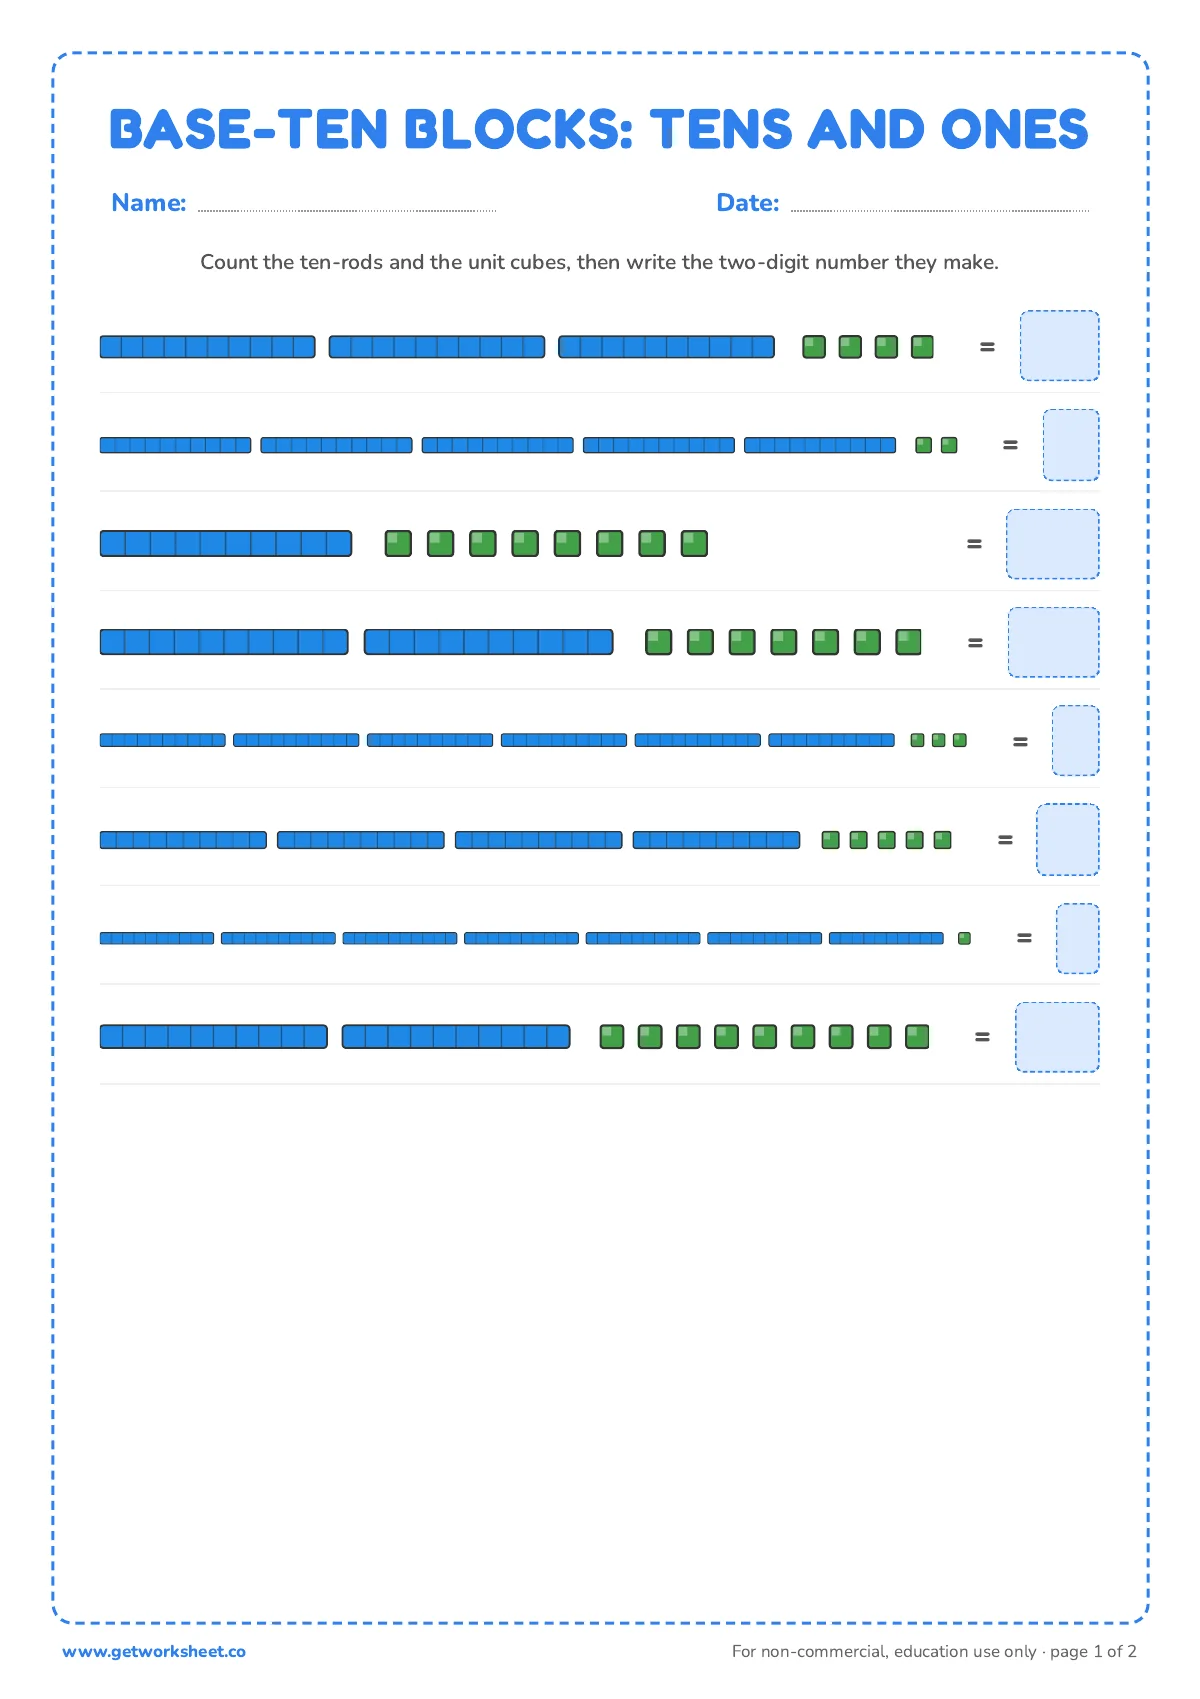 BASE-TEN BLOCKS: TENS AND ONES
Name: Date:
Count the ten-rods and the unit cubes, then write the two-digit number they make.
=
=
=
=
=
=
=
=
www.getworksheet.co For non-commercial, education use only · page 1 of 2